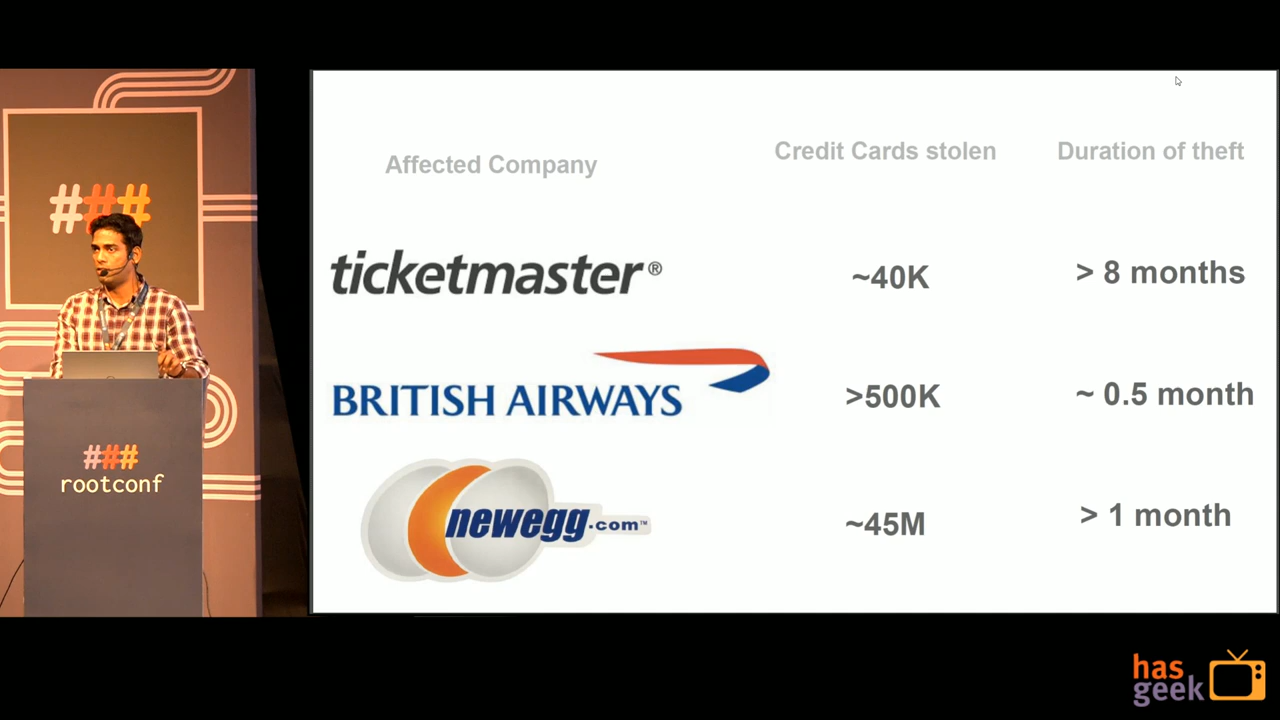 ###
###
rootconf
Affected Company
Credit Cards stolen
Duration of theft
ticketmaster®
~40K
> 8 months
BRITISH AIRWAYS
>500K
~ 0.5 month
newegg.com™
~45M
> 1 month
has
geek